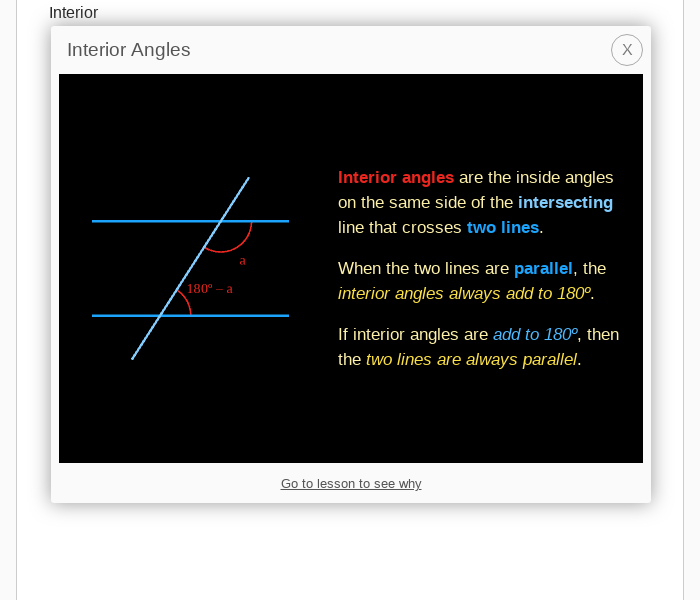 Interior
Interior Angles
X
a
180º – a
Interior angles are the inside angles
on the same side of the intersecting
line that crosses two lines.
When the two lines are parallel, the
interior angles always add to 180º.
If interior angles are add to 180º, then
the two lines are always parallel.
Go to lesson to see why